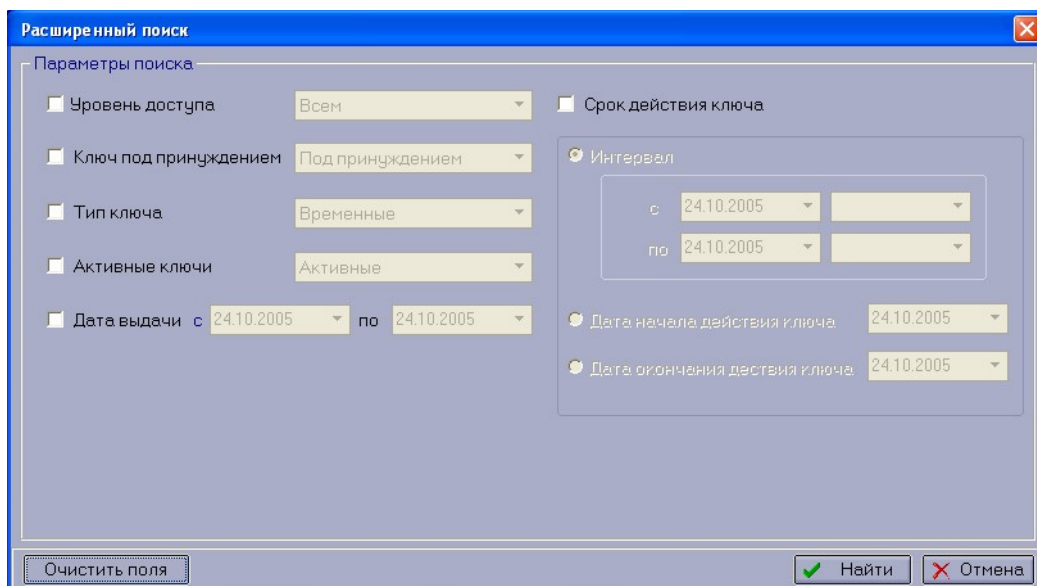 Расширенный поиск
Параметры поиска
Уровень доступа Всем
Ключ под принуждением Под принуждением
Тип ключа Временные
Активные ключи Активные
Дата выдачи с 24.10.2005 по 24.10.2005
Срок действия ключа
Интервал
с 24.10.2005
по 24.10.2005
Дата начала действия ключа 24.10.2005
Дата окончания дествия ключа 24.10.2005
Очистить поля Найти Отмена